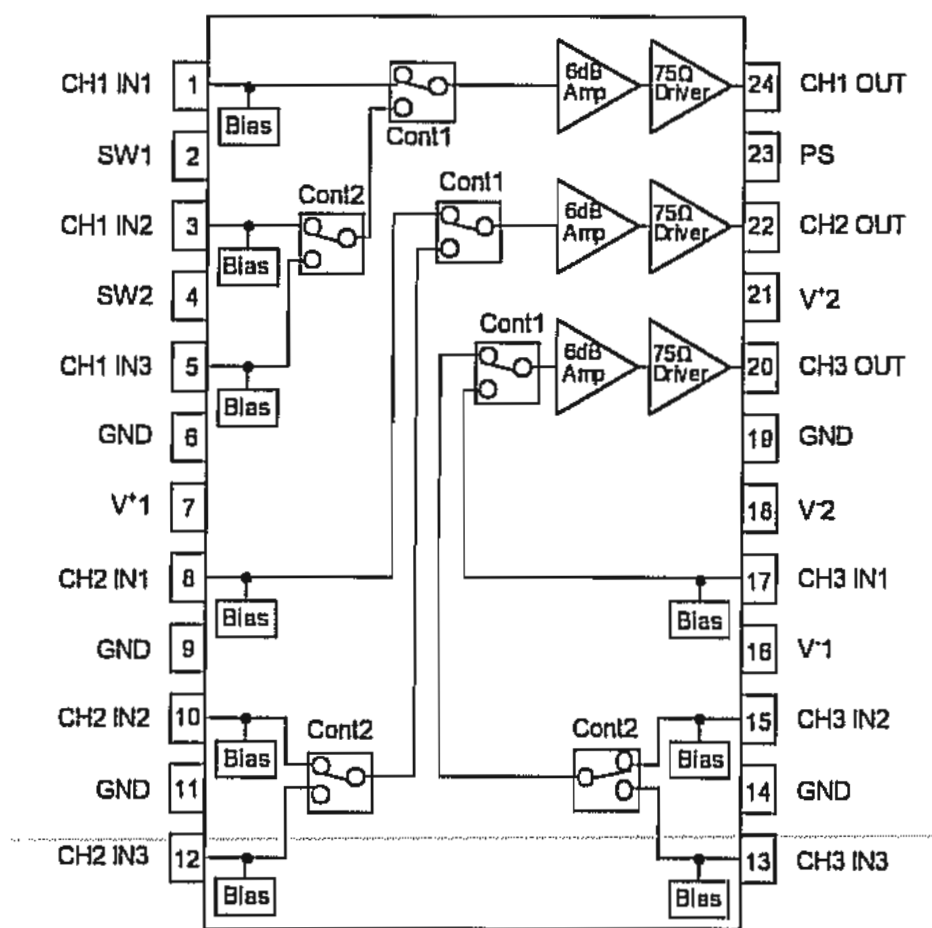 CH1 IN1 1 Bias Cont1 6dB Amp 75Ω Driver 24 CH1 OUT
SW1 2 23 PS
CH1 IN2 3 Bias Cont2 Cont1 6dB Amp 75Ω Driver 22 CH2 OUT
SW2 4 21 V+2
CH1 IN3 5 Bias Cont1 6dB Amp 75Ω Driver 20 CH3 OUT
GND 6 19 GND
V+1 7 18 V-2
CH2 IN1 8 Bias Bias 17 CH3 IN1
GND 9 16 V-1
CH2 IN2 10 Bias Cont2 Cont2 Bias 15 CH3 IN2
GND 11 14 GND
CH2 IN3 12 Bias Bias 13 CH3 IN3